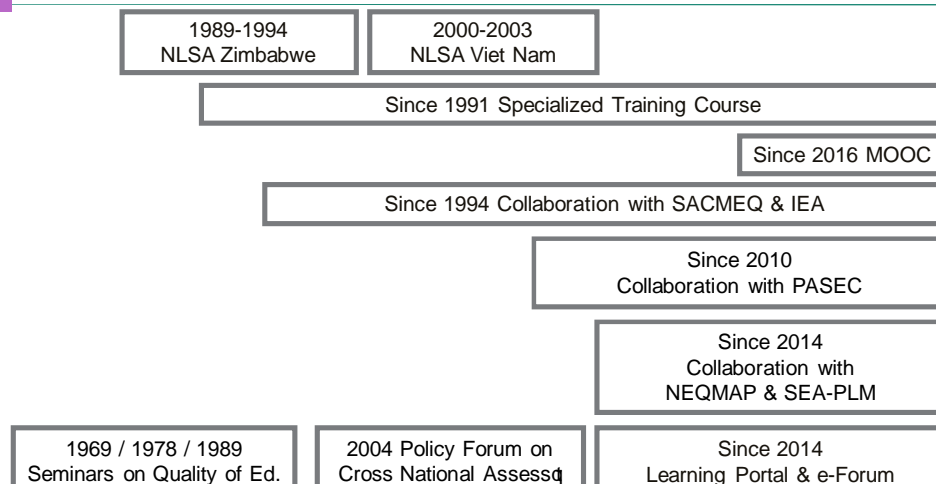 1989-1994
NLSA Zimbabwe
2000-2003
NLSA Viet Nam
Since 1991 Specialized Training Course
Since 2016 MOOC
Since 1994 Collaboration with SACMEQ & IEA
Since 2010
Collaboration with PASEC
Since 2014
Collaboration with
NEQMAP & SEA-PLM
1969 / 1978 / 1989
Seminars on Quality of Ed.
2004 Policy Forum on
Cross National
Since 2014
Learning Portal & e-Forum